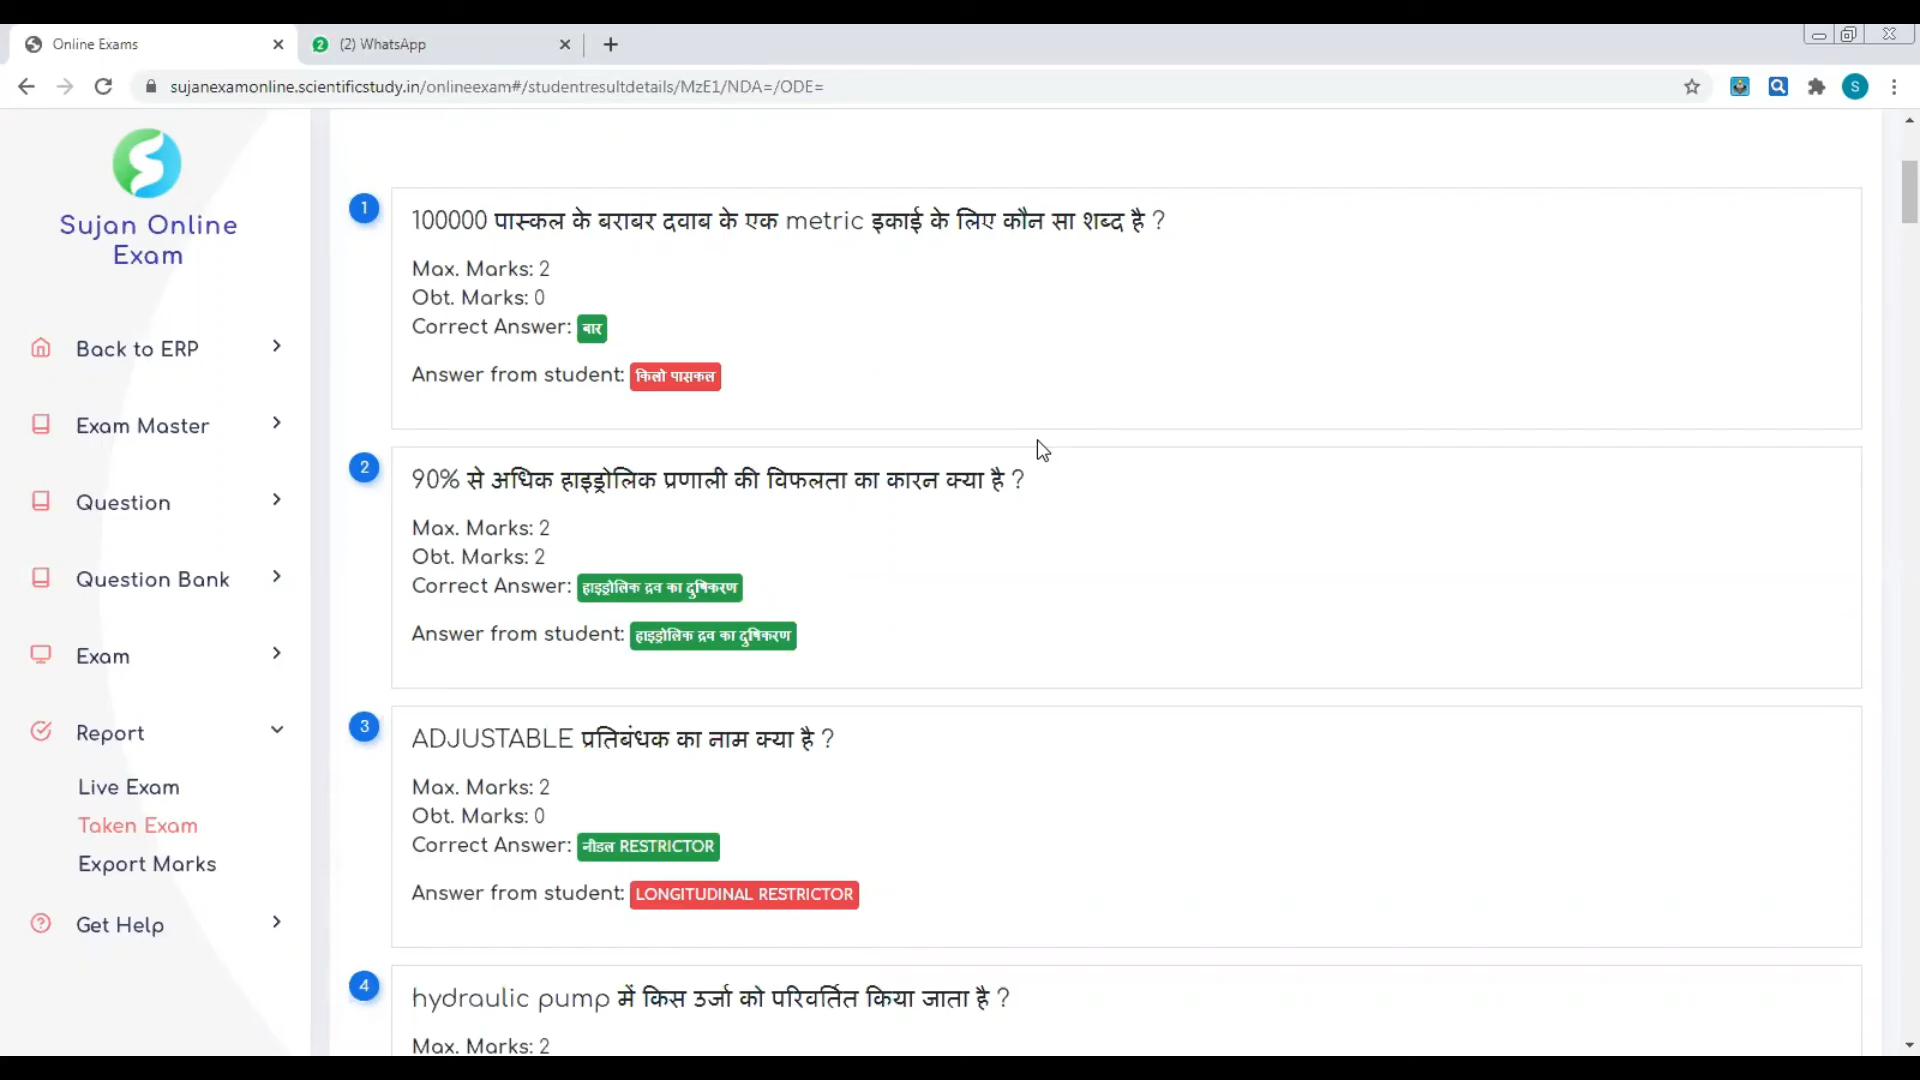 Online Exams
2
(2) WhatsApp
sujanexamonline.scientificstudy.in/onlineexam#/studentresultdetails/MzE1/NDA=/ODE=
S
Sujan Online
Exam
Back to ERP
Exam Master
Question
Question Bank
Exam
Report
Live Exam
Taken Exam
Export Marks
Get Help
1
100000 पास्कल के बराबर दवाब के एक metric इकाई के लिए कौन सा शब्द है ?
Max. Marks: 2
Obt. Marks: 0
Correct Answer: बार
Answer from student: किलो पासकल
2
90% से अधिक हाइड्रोलिक प्रणाली की विफलता का कारन क्या है ?
Max. Marks: 2
Obt. Marks: 2
Correct Answer: हाइड्रोलिक द्रव का दुषिकरण
Answer from student: हाइड्रोलिक द्रव का दुषिकरण
3
ADJUSTABLE प्रतिबंधक का नाम क्या है ?
Max. Marks: 2
Obt. Marks: 0
Correct Answer: नीडल RESTRICTOR
Answer from student: LONGITUDINAL RESTRICTOR
4
hydraulic pump में किस उर्जा को परिवर्तित किया जाता है ?
Max. Marks: 2